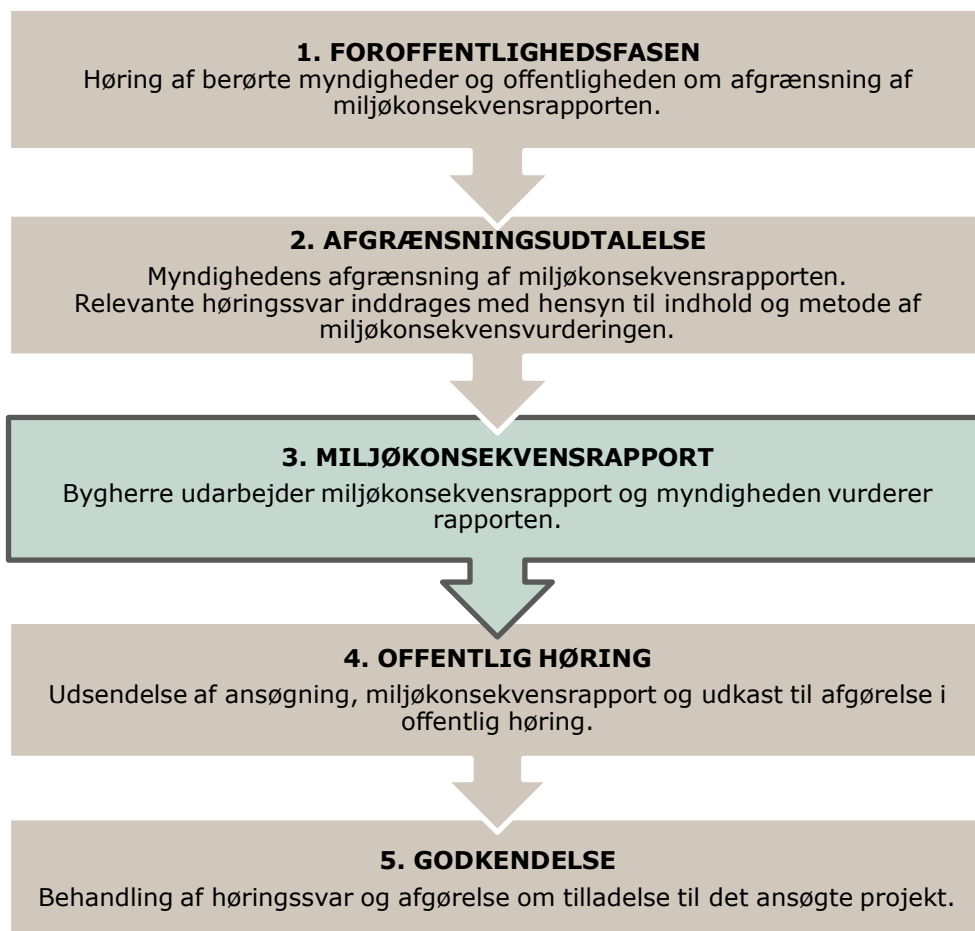 1. FOROFFENTLIGHEDSFASEN
Høring af berørte myndigheder og offentligheden om afgrænsning af
miljøkonsekvensrapporten.
2. AFGRÆNSNINGSUDTALELSE
Myndighedens afgrænsning af miljøkonsekvensrapporten.
Relevante høringssvar inddrages med hensyn til indhold og metode af
miljøkonsekvensvurderingen.
3. MILJØKONSEKVENSRAPPORT
Bygherre udarbejder miljøkonsekvensrapport og myndigheden vurderer
rapporten.
4. OFFENTLIG HØRING
Udsendelse af ansøgning, miljøkonsekvensrapport og udkast til afgørelse i
offentlig høring.
5. GODKENDELSE
Behandling af høringssvar og afgørelse om tilladelse til det ansøgte projekt.